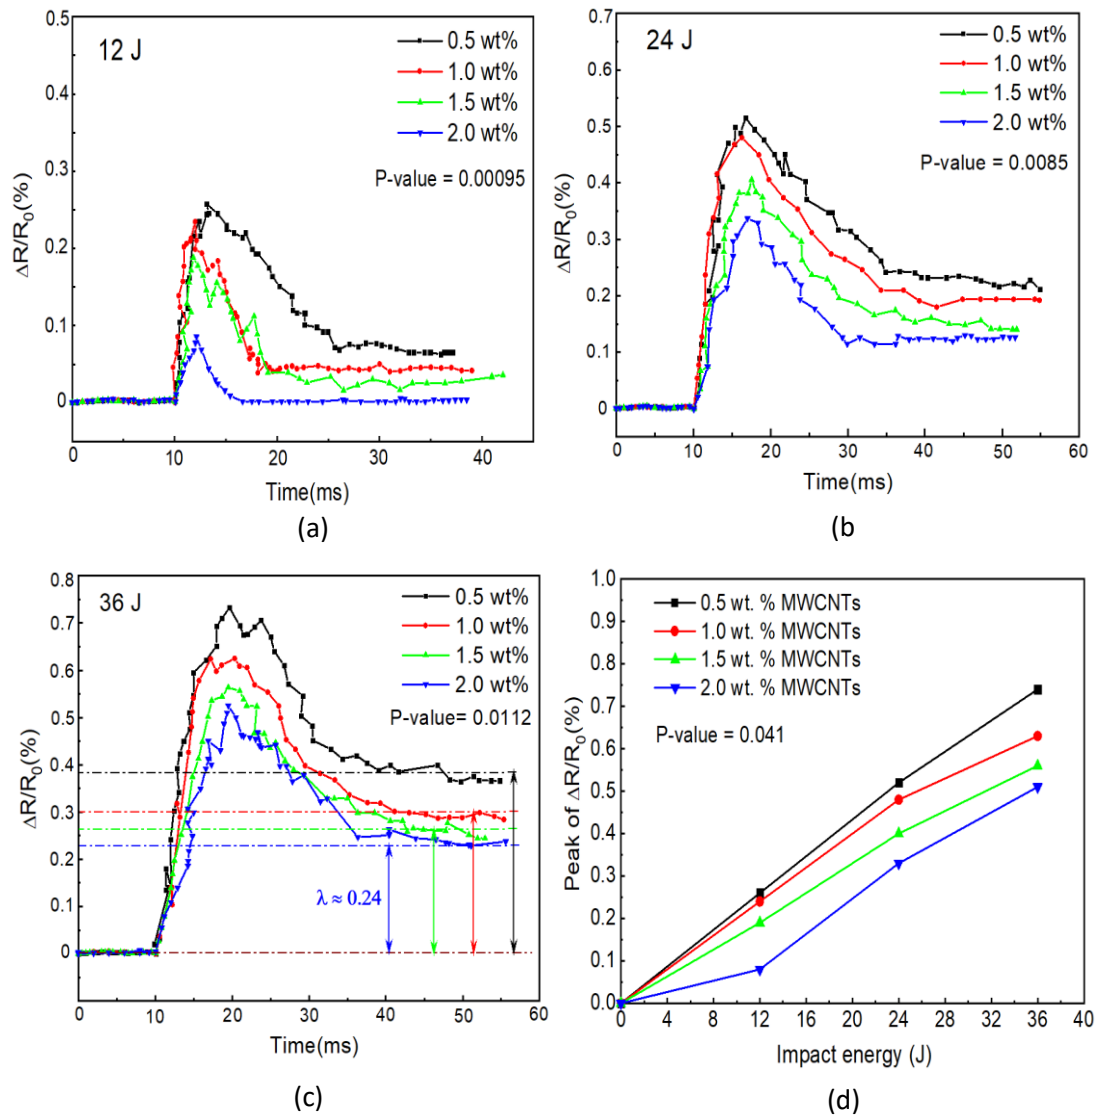 12 J
0.5 wt%
1.0 wt%
1.5 wt%
2.0 wt%
P-value = 0.00095
ΔR/R0(%)
0.5
0.4
0.3
0.2
0.1
0
0 10 20 30 40
Time(ms)
(a)
24 J
0.5 wt%
1.0 wt%
1.5 wt%
2.0 wt%
P-value = 0.0085
ΔR/R0(%)
0.7
0.6
0.5
0.4
0.3
0.2
0.1
0
0 10 20 30 40 50 60
Time(ms)
(b)
36 J
0.5 wt%
1.0 wt%
1.5 wt%
2.0 wt%
P-value= 0.0112
λ ≈ 0.24
ΔR/R0(%)
0.8
0.7
0.6
0.5
0.4
0.3
0.2
0.1
0
0 10 20 30 40 50 60
Time(ms)
(c)
0.5 wt. % MWCNTs
1.0 wt. % MWCNTs
1.5 wt. % MWCNTs
2.0 wt. % MWCNTs
P-value = 0.041
Peak of ΔR/R0(%)
1.0
0.9
0.8
0.7
0.6
0.5
0.4
0.3
0.2
0.1
0.0
0 4 8 12 16 20 24 28 32 36 40
Impact energy (J)
(d)